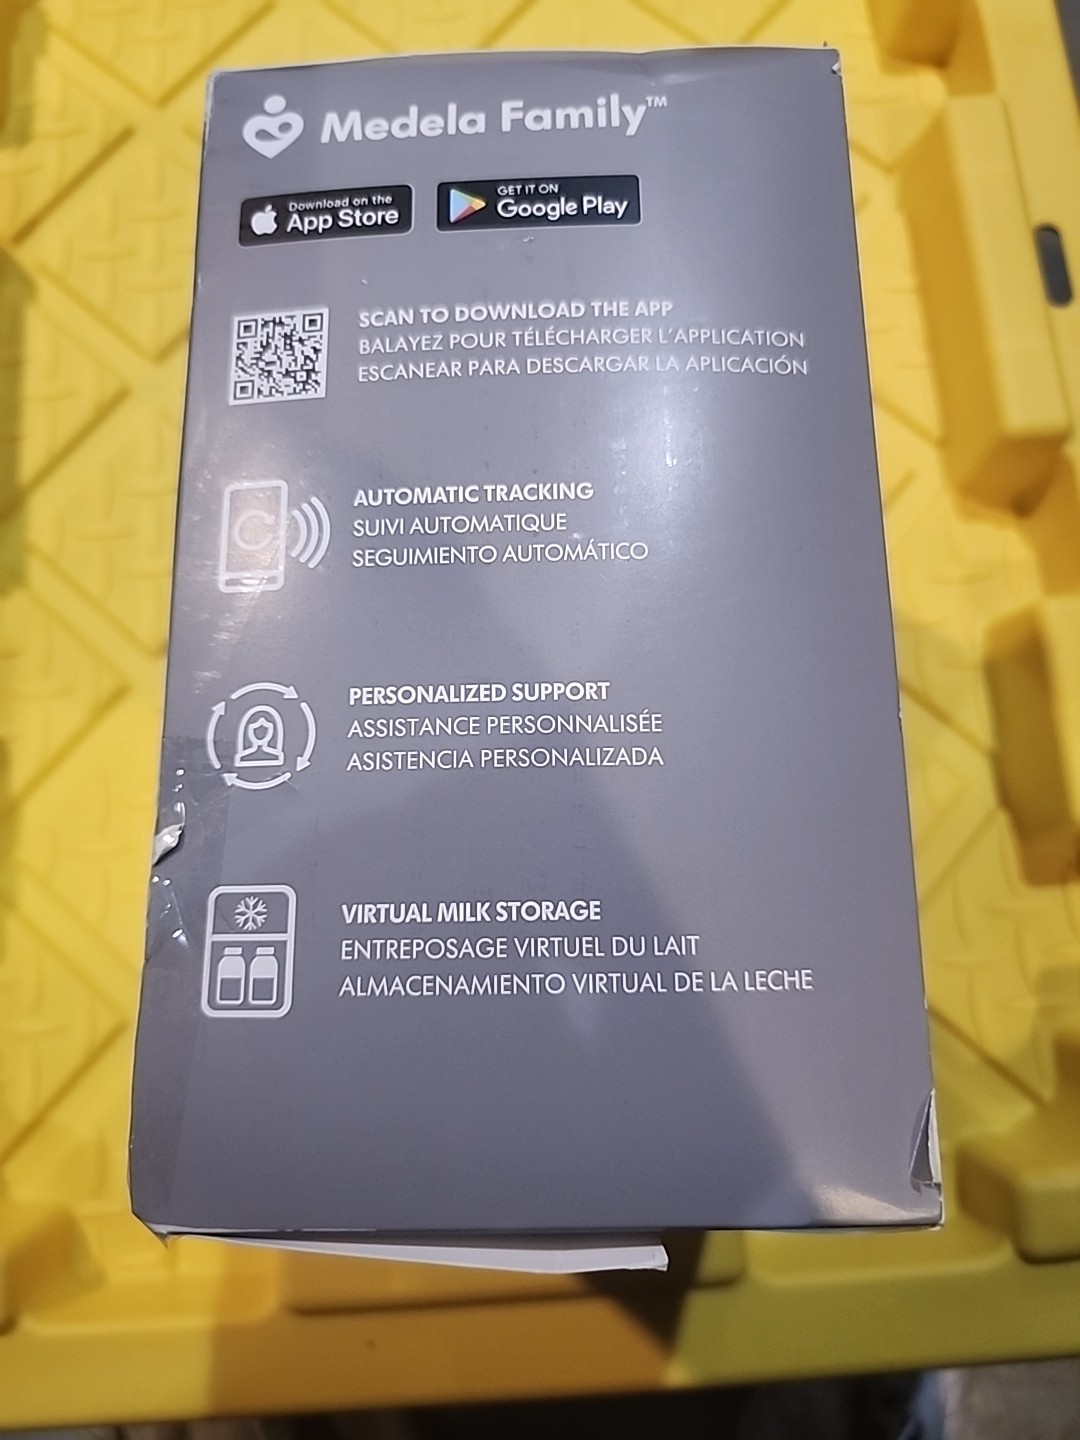 Medela Family™
Download on the
App Store
GET IT ON
Google Play
SCAN TO DOWNLOAD THE APP
BALAYEZ POUR TÉLÉCHARGER L'APPLICATION
ESCANEAR PARA DESCARGAR LA APLICACIÓN
AUTOMATIC TRACKING
SUIVI AUTOMATIQUE
SEGUIMIENTO AUTOMÁTICO
PERSONALIZED SUPPORT
ASSISTANCE PERSONNALISÉE
ASISTENCIA PERSONALIZADA
VIRTUAL MILK STORAGE
ENTREPOSAGE VIRTUEL DU LAIT
ALMACENAMIENTO VIRTUAL DE LA LECHE